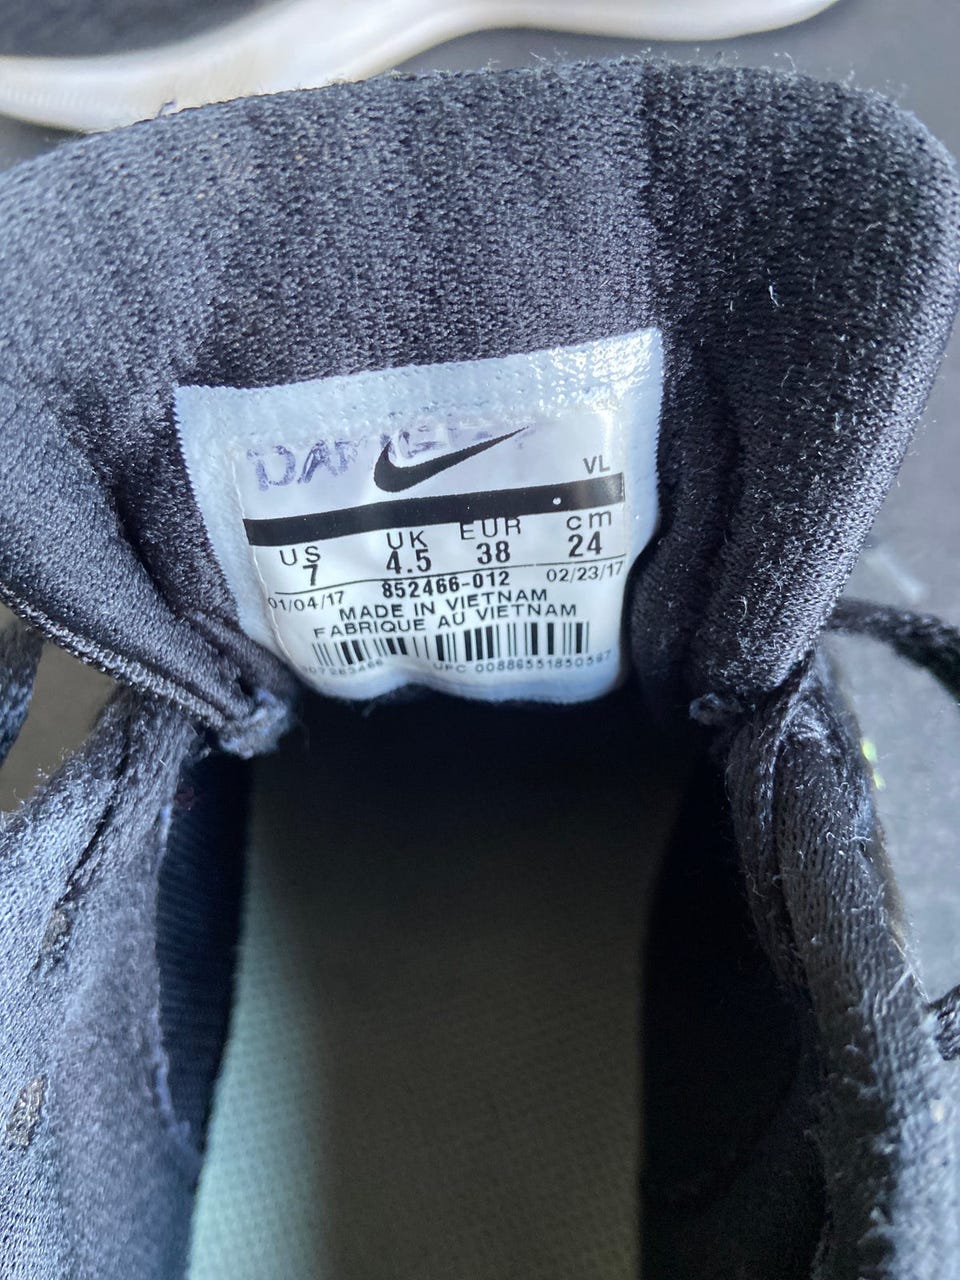 VL
US UK EUR cm
7 4.5 38 24
01/04/17 852466-012 02/23/17
MADE IN VIETNAM
FABRIQUE AU VIETNAM
UPC